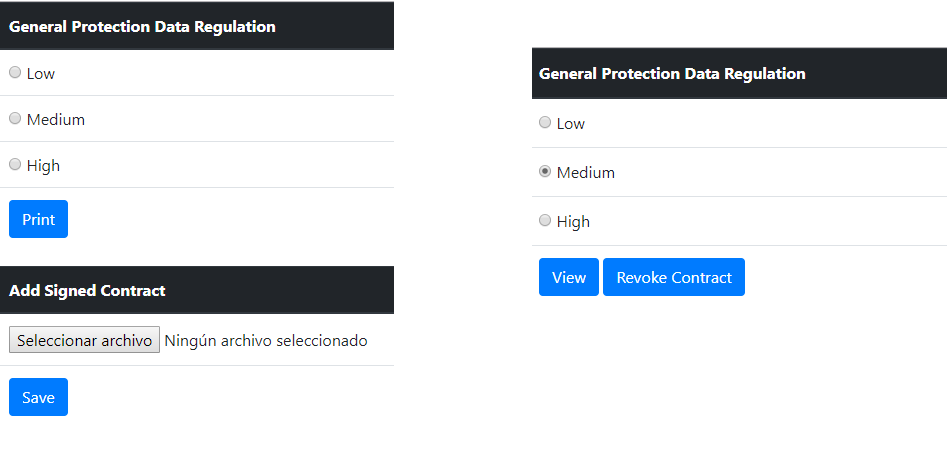 General Protection Data Regulation
Low
Medium
High
Print
Add Signed Contract
Seleccionar archivo Ningún archivo seleccionado
Save
General Protection Data Regulation
Low
Medium
High
View Revoke Contract